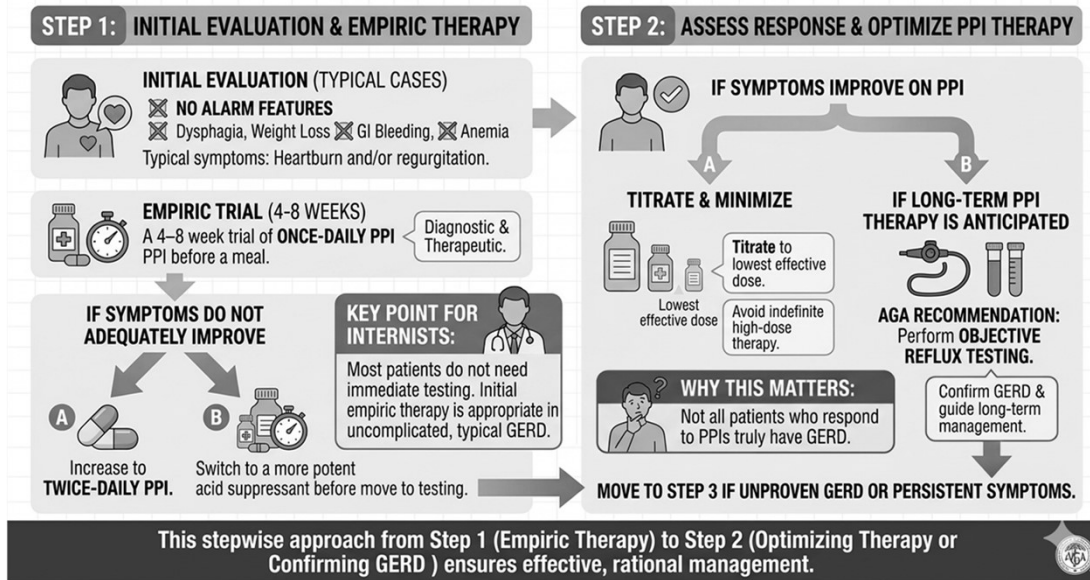 STEP 1: INITIAL EVALUATION & EMPIRIC THERAPY
INITIAL EVALUATION (TYPICAL CASES)
NO ALARM FEATURES
Dysphagia, Weight Loss GI Bleeding, Anemia
Typical symptoms: Heartburn and/or regurgitation.
EMPIRIC TRIAL (4-8 WEEKS)
A 4–8 week trial of ONCE-DAILY PPI
PPI before a meal.
Diagnostic &
Therapeutic.
IF SYMPTOMS DO NOT
ADEQUATELY IMPROVE
A
Increase to
TWICE-DAILY PPI.
B
Switch to a more potent
acid suppressant before move to testing.
KEY POINT FOR
INTERNISTS:
Most patients do not need
immediate testing. Initial
empiric therapy is appropriate in
uncomplicated, typical GERD.
STEP 2: ASSESS RESPONSE & OPTIMIZE PPI THERAPY
IF SYMPTOMS IMPROVE ON PPI
A
TITRATE & MINIMIZE
Lowest
effective dose
Titrate to
lowest effective
dose.
Avoid indefinite
high-dose
therapy.
B
IF LONG-TERM PPI
THERAPY IS ANTICIPATED
AGA RECOMMENDATION:
Perform OBJECTIVE
REFLUX TESTING.
Confirm GERD &
guide long-term
management.
?
WHY THIS MATTERS:
Not all patients who respond
to PPIs truly have GERD.
MOVE TO STEP 3 IF UNPROVEN GERD OR PERSISTENT SYMPTOMS.
This stepwise approach from Step 1 (Empiric Therapy) to Step 2 (Optimizing Therapy or
Confirming GERD ) ensures effective, rational management.